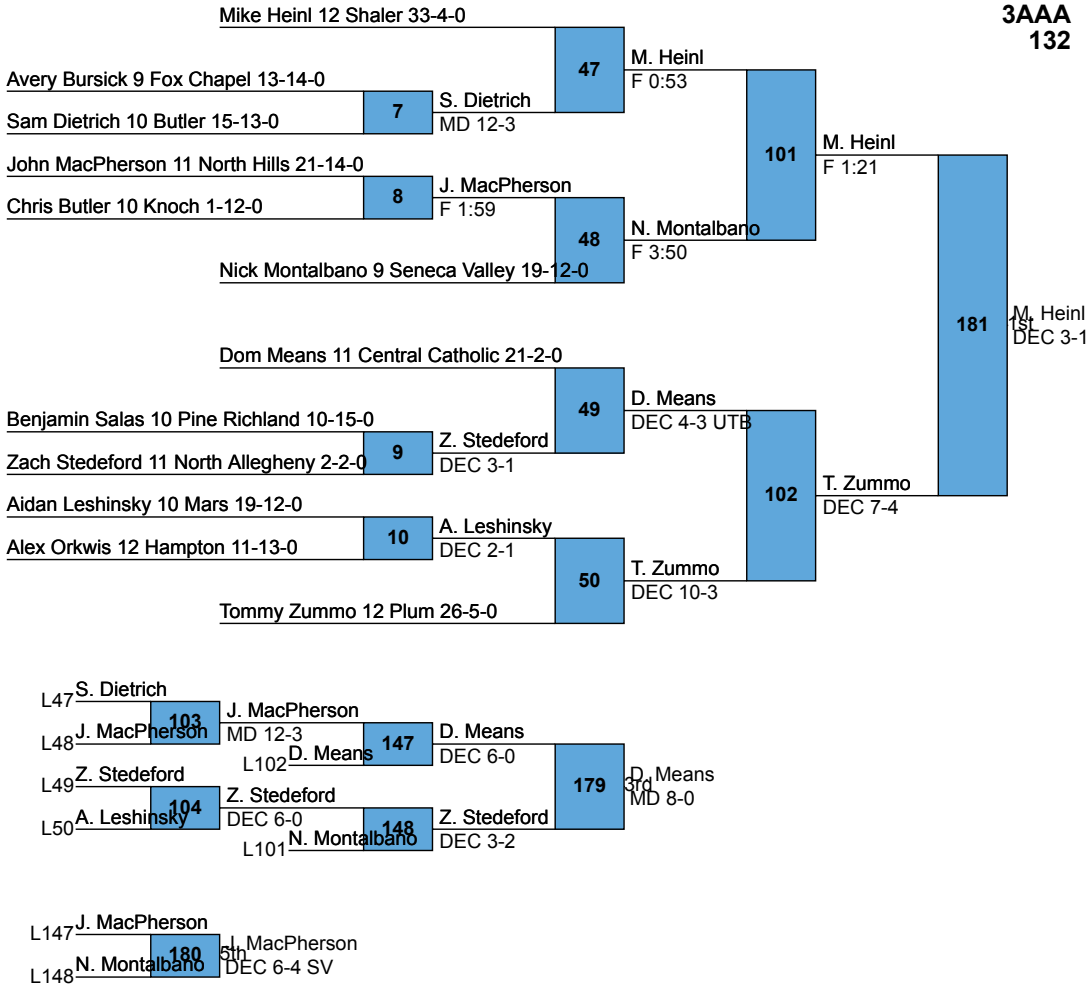 3AAA
132
Mike Heinl 12 Shaler 33-4-0
47
M. Heinl
F 0:53
Avery Bursick 9 Fox Chapel 13-14-0
7
S. Dietrich
MD 12-3
Sam Dietrich 10 Butler 15-13-0
101
M. Heinl
F 1:21
John MacPherson 11 North Hills 21-14-0
8
J. MacPherson
F 1:59
Chris Butler 10 Knoch 1-12-0
48
N. Montalbano
F 3:50
Nick Montalbano 9 Seneca Valley 19-12-0
181
M. Heinl
1st
DEC 3-1
Dom Means 11 Central Catholic 21-2-0
49
D. Means
DEC 4-3 UTB
Benjamin Salas 10 Pine Richland 10-15-0
9
Z. Stedeford
DEC 3-1
Zach Stedeford 11 North Allegheny 2-2-0
102
T. Zummo
DEC 7-4
Aidan Leshinsky 10 Mars 19-12-0
10
A. Leshinsky
DEC 2-1
Alex Orkwis 12 Hampton 11-13-0
50
T. Zummo
DEC 10-3
Tommy Zummo 12 Plum 26-5-0
L47 S. Dietrich
103
J. MacPherson
MD 12-3
L48 J. MacPherson
147
D. Means
DEC 6-0
L102 D. Means
L49 Z. Stedeford
104
Z. Stedeford
DEC 6-0
L50 A. Leshinsky
148
Z. Stedeford
DEC 3-2
L101 N. Montalbano
179
D. Means
3rd
MD 8-0
L147 J. MacPherson
180
J. MacPherson
5th
DEC 6-4 SV
L148 N. Montalbano